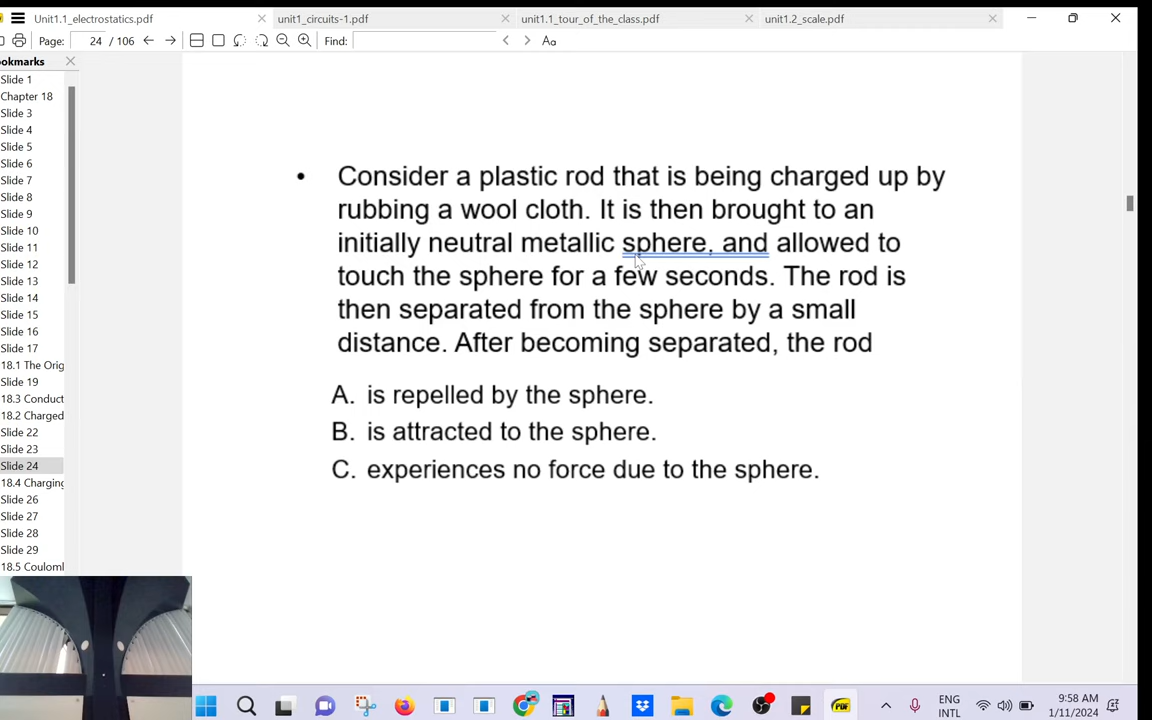 Unit1.1_electrostatics.pdf
unit1_circuits-1.pdf
unit1.1_tour_of_the_class.pdf
unit1.2_scale.pdf
Page: 24 / 106
Find:
Aa
okmarks
Slide 1
Chapter 18
Slide 3
Slide 4
Slide 5
Slide 6
Slide 7
Slide 8
Slide 9
Slide 10
Slide 11
Slide 12
Slide 13
Slide 14
Slide 15
Slide 16
Slide 17
18.1 The Orig
Slide 19
18.3 Conduct
18.2 Charged
Slide 22
Slide 23
Slide 24
18.4 Charging
Slide 26
Slide 27
Slide 28
Slide 29
18.5 Coulom
• Consider a plastic rod that is being charged up by
rubbing a wool cloth. It is then brought to an
initially neutral metallic sphere, and allowed to
touch the sphere for a few seconds. The rod is
then separated from the sphere by a small
distance. After becoming separated, the rod
A. is repelled by the sphere.
B. is attracted to the sphere.
C. experiences no force due to the sphere.
PDF
ENG
INTL
9:58 AM
1/11/2024